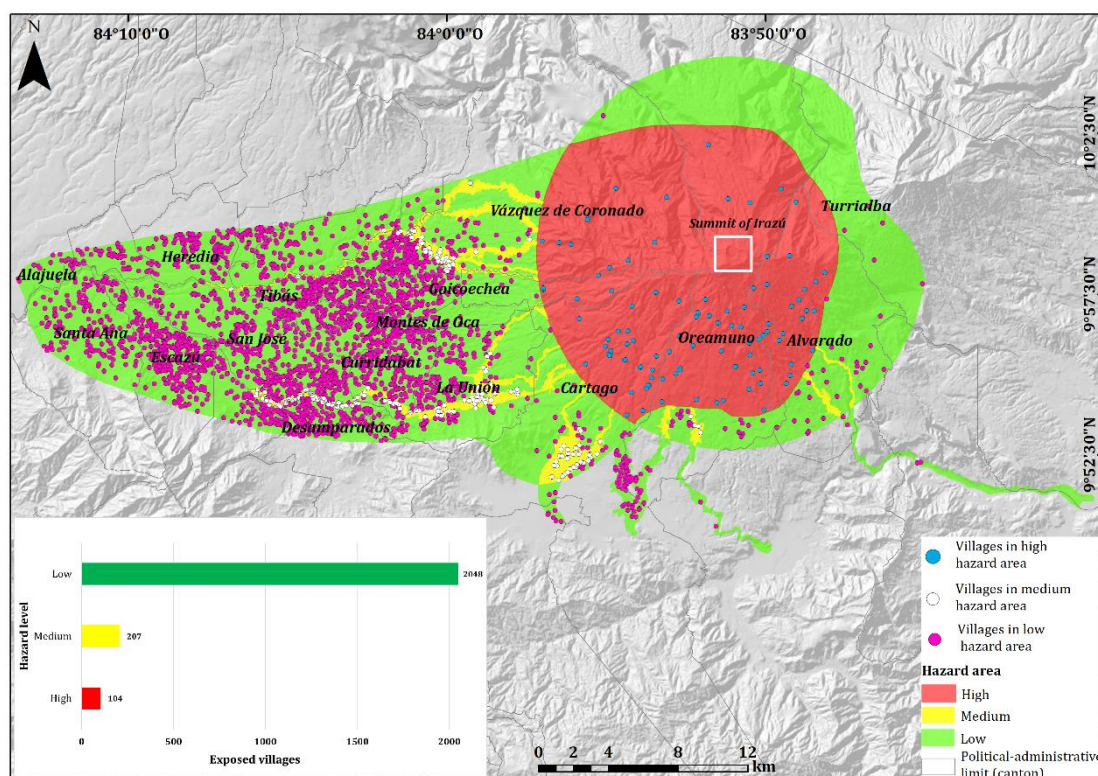 N
84°10'0"O
84°0'0"O
83°50'0"O
10°2'30"N
9°57'30"N
9°52'30"N
Vázquez de Coronado
Turrialba
Summit of Irazú
Heredia
Alajuela
Tibás
Goicoechea
Santa Ana
San José
Montes de Oca
Escazú
Curridabat
Oreamuno
Alvarado
La Unión
Cartago
Desamparados
Hazard level
Low
2048
Medium
207
High
104
0
500
1000
1500
2000
Exposed villages
0 2 4 8 12
km
Villages in high
hazard area
Villages in medium
hazard area
Villages in low
hazard area
Hazard area
High
Medium
Low
Political-administrative
limit (canton)